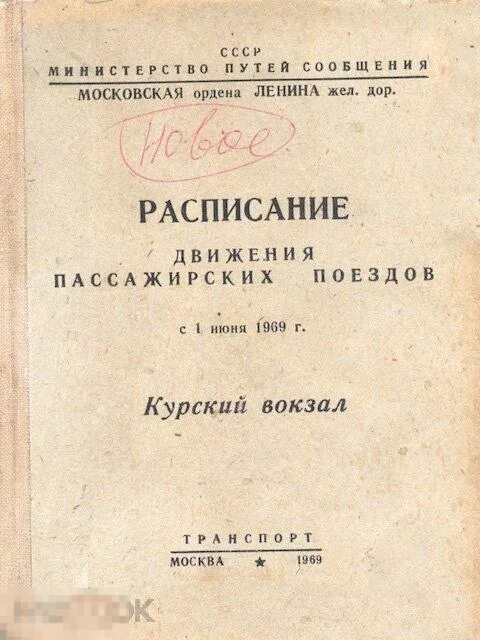 СССР
МИНИСТЕРСТВО ПУТЕЙ СООБЩЕНИЯ
МОСКОВСКАЯ ордена ЛЕНИНА жел. дор.
Новое
РАСПИСАНИЕ
ДВИЖЕНИЯ
ПАССАЖИРСКИХ ПОЕЗДОВ
с 1 июня 1969 г.
Курский вокзал
ТРАНСПОРТ
МОСКВА ★ 1969